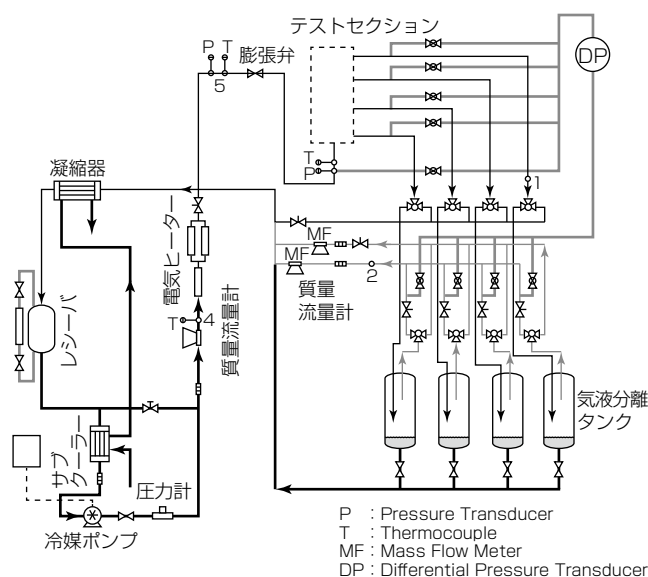 テストセクション
P T
膨張弁
5
DP
凝縮器
T
P
1
MF
MF
2
電気ヒーター
質量
流量計
レシーバ
T
4
質量流量計
気液分離
タンク
サブ
クーラー
圧力計
冷媒ポンプ
P : Pressure Transducer
T : Thermocouple
MF : Mass Flow Meter
DP : Differential Pressure Transducer